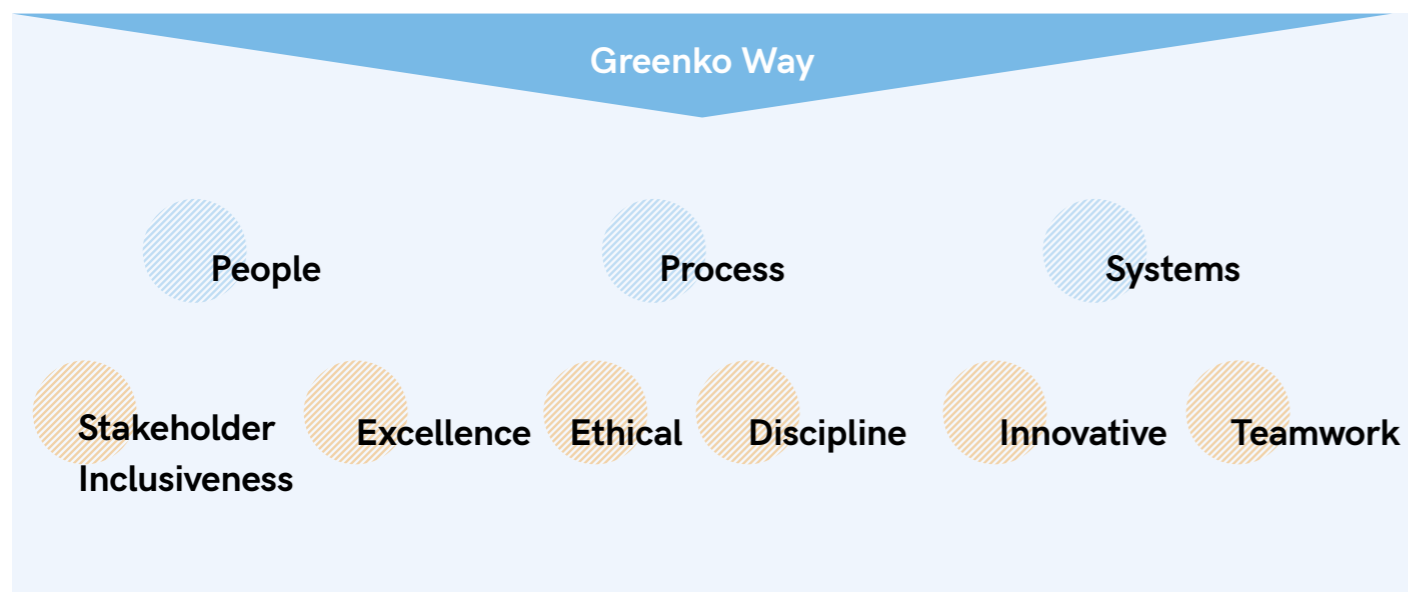 Greenko Way
People
Process
Systems
Stakeholder
Inclusiveness
Excellence
Ethical
Discipline
Innovative
Teamwork